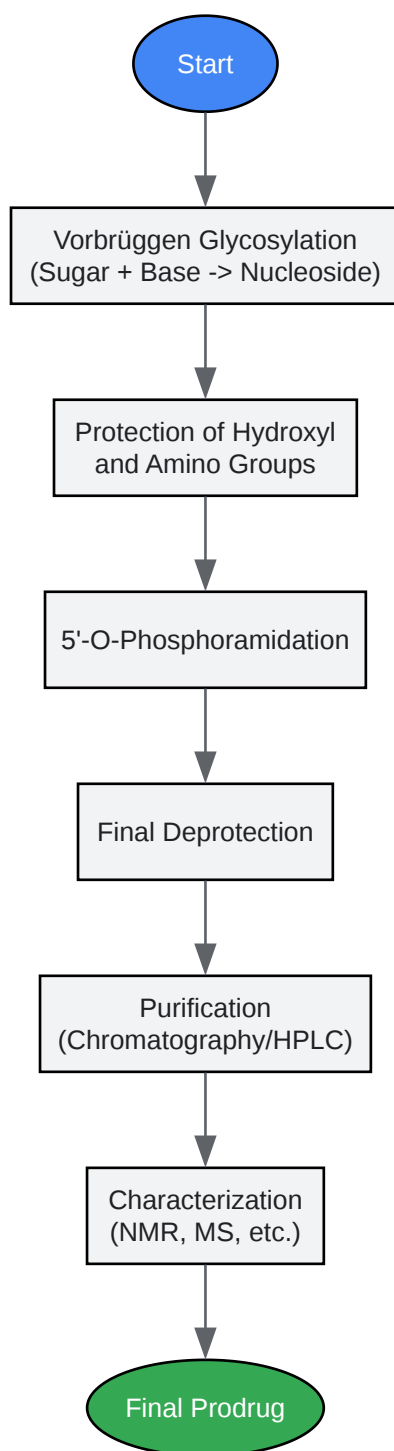 Start
Vorbrüggen Glycosylation
(Sugar + Base -> Nucleoside)
Protection of Hydroxyl
and Amino Groups
5'-O-Phosphoramidation
Final Deprotection
Purification
(Chromatography/HPLC)
Characterization
(NMR, MS, etc.)
Final Prodrug